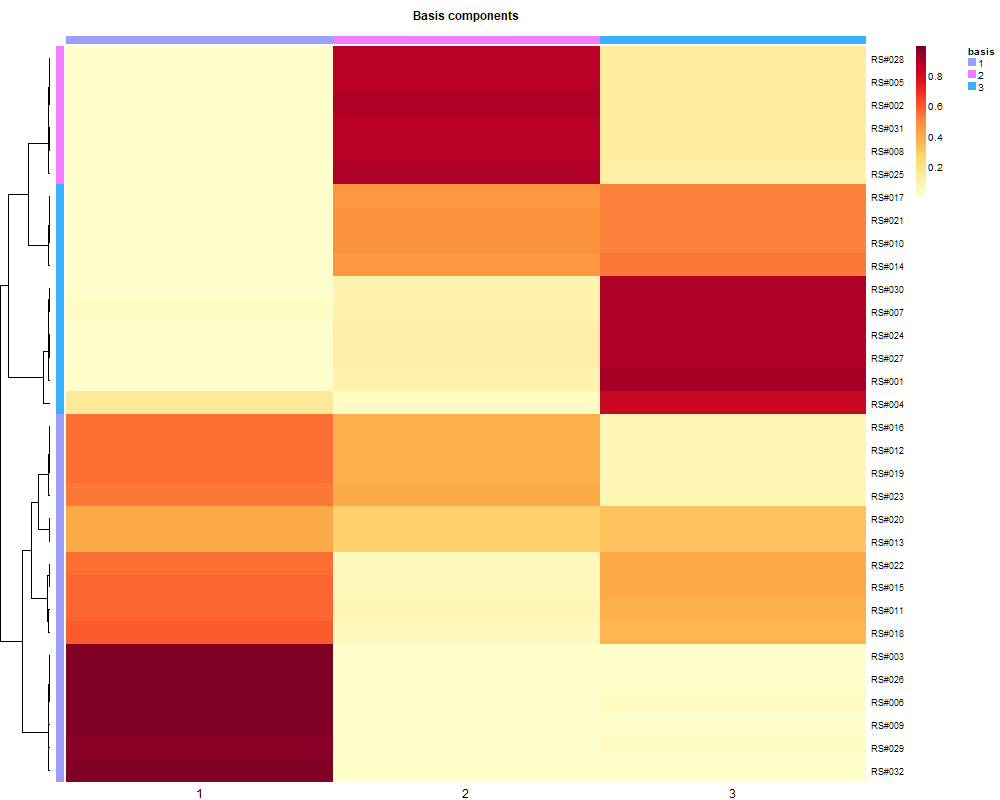 Basis components
RS#028
RS#005
RS#002
RS#031
RS#008
RS#025
RS#017
RS#021
RS#010
RS#014
RS#030
RS#007
RS#024
RS#027
RS#001
RS#004
RS#016
RS#012
RS#019
RS#023
RS#020
RS#013
RS#022
RS#015
RS#011
RS#018
RS#003
RS#026
RS#006
RS#009
RS#029
RS#032
0.8
0.6
0.4
0.2
basis
1
2
3
1 2 3